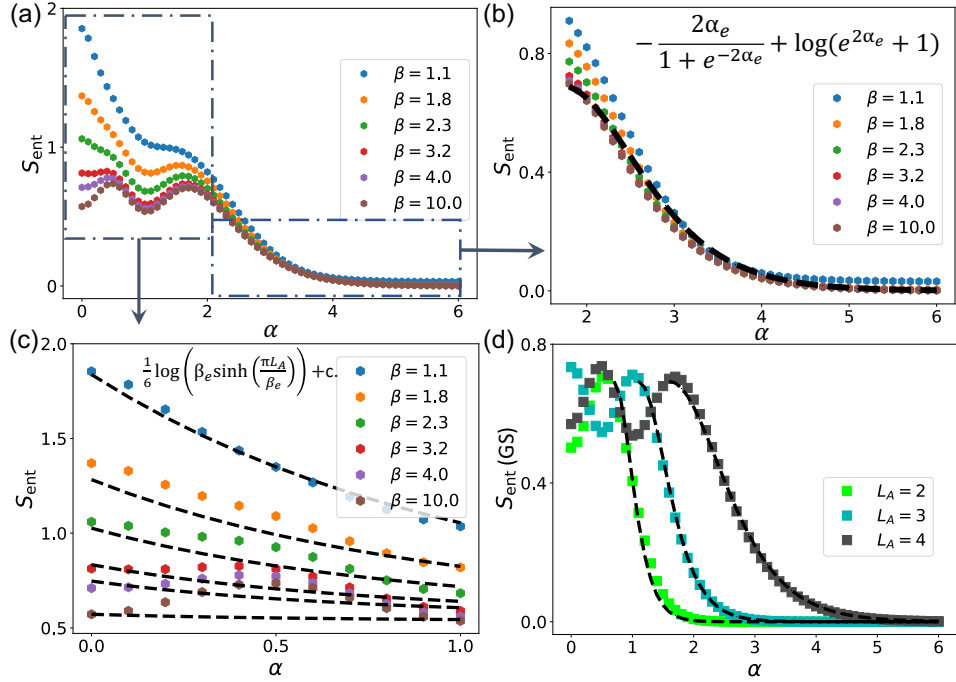 (a)
2
1
0
S_ent
β = 1.1
β = 1.8
β = 2.3
β = 3.2
β = 4.0
β = 10.0
0 2 4 6
α
(b)
0.8
0.4
0.0
S_ent
− 2α_e / (1 + e^{−2α_e}) + log(e^{2α_e} + 1)
β = 1.1
β = 1.8
β = 2.3
β = 3.2
β = 4.0
β = 10.0
2 3 4 5 6
α
(c)
2.0
1.5
1.0
0.5
S_ent
1/6 log(β_e sinh(πL_A/β_e)) + c.
β = 1.1
β = 1.8
β = 2.3
β = 3.2
β = 4.0
β = 10.0
0.0 0.5 1.0
α
(d)
0.8
0.4
0.0
S_ent (GS)
L_A = 2
L_A = 3
L_A = 4
0 1 2 3 4 5 6
α